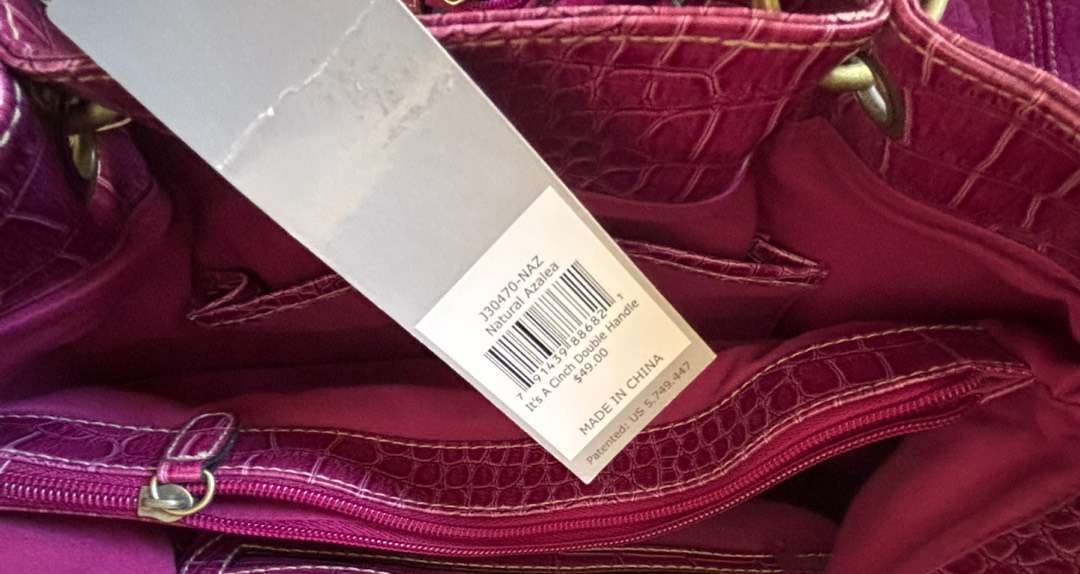 J30470-NAZ
Natural Azalea
7 91439 88682 1
It's A Cinch Double Handle
$49.00
MADE IN CHINA
Patented: US 5,749,447